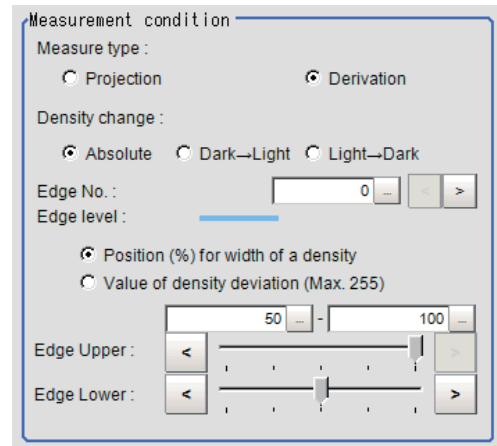 Measurement condition
Measure type :
Projection Derivation
Density change :
Absolute Dark→Light Light→Dark
Edge No. : 0 ... < >
Edge level :
Position (%) for width of a density
Value of density deviation (Max. 255)
50 ... - 100 ...
Edge Upper : < >
Edge Lower : < >